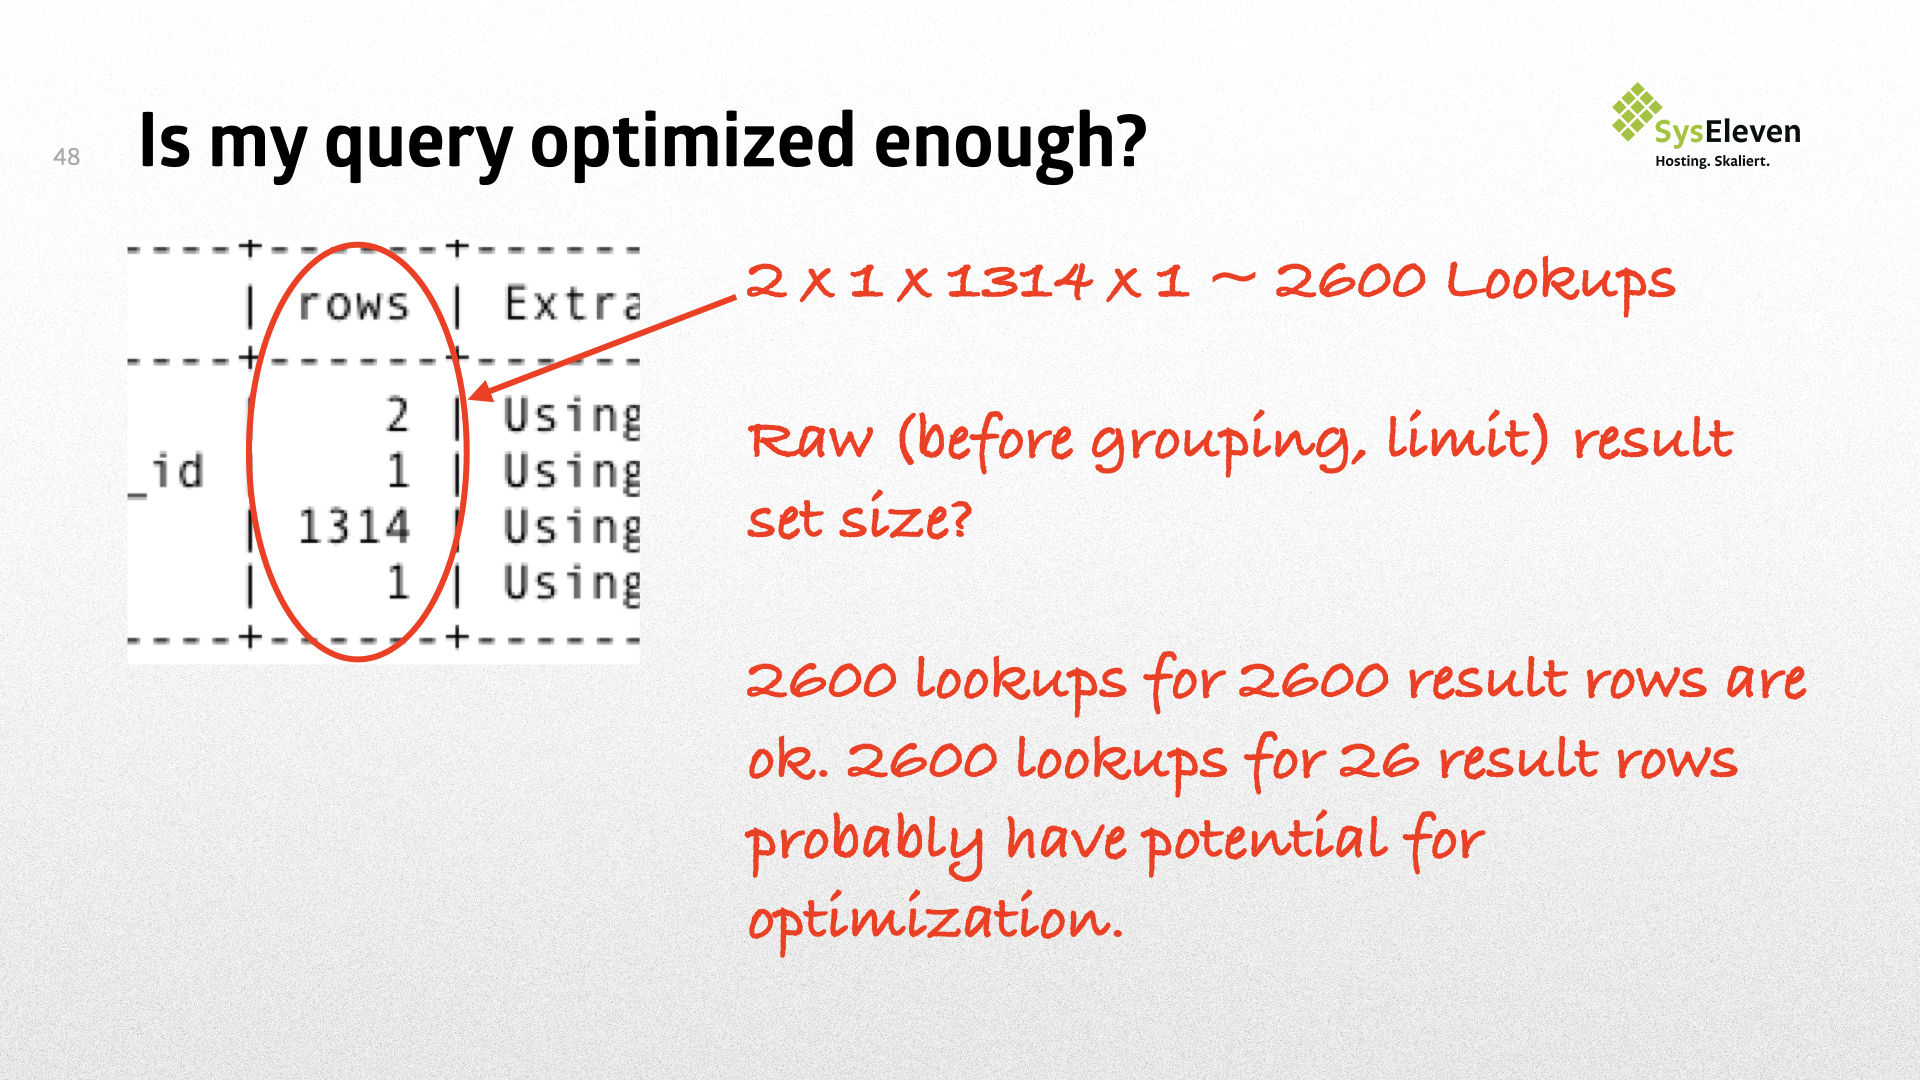 48
Is my query optimized enough?
SysEleven
Hosting. Skaliert.
----+------+------
| rows | Extra
----+------+------
| 2 | Using
_id | 1 | Using
| 1314 | Using
| 1 | Using
----+------+------
2 x 1 x 1314 x 1 ~ 2600 Lookups
Raw (before grouping, limit) result
set size?
2600 lookups for 2600 result rows are
ok. 2600 lookups for 26 result rows
probably have potential for
optimization.